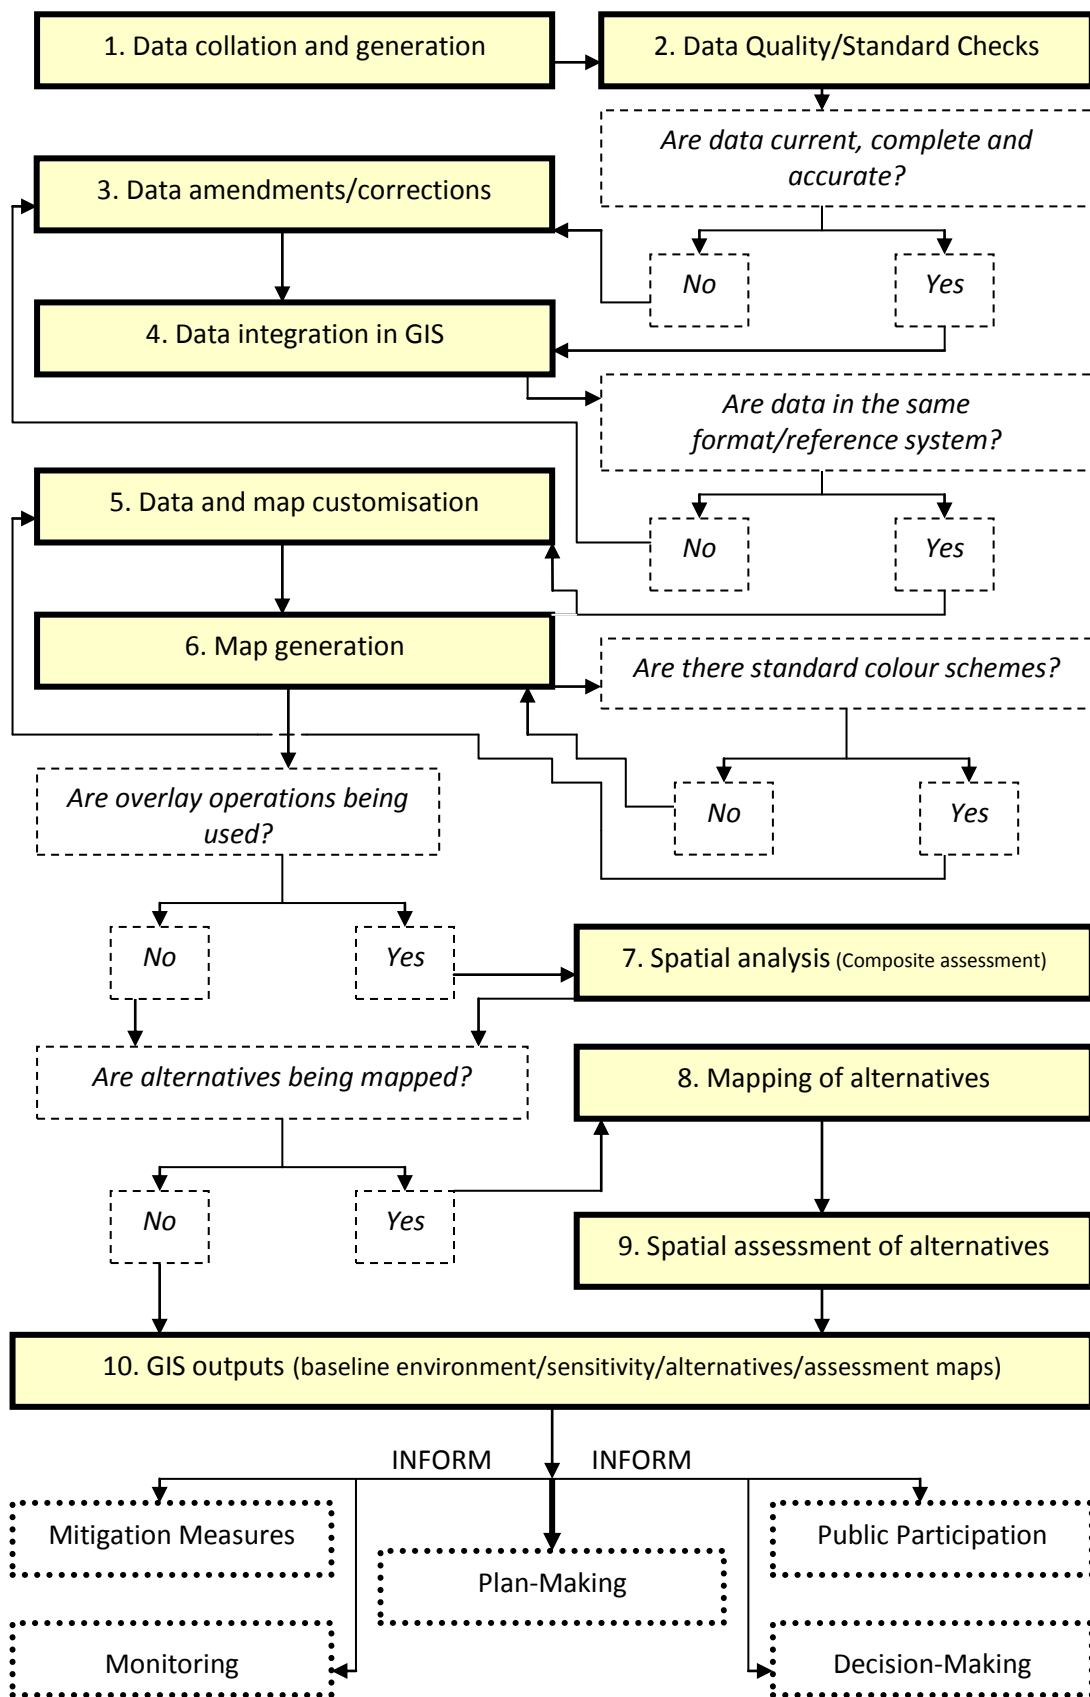 1. Data collation and generation
2. Data Quality/Standard Checks
Are data current, complete and
accurate?
3. Data amendments/corrections
No
Yes
4. Data integration in GIS
Are data in the same
format/reference system?
5. Data and map customisation
No
Yes
6. Map generation
Are there standard colour schemes?
Are overlay operations being
used?
No
Yes
No
Yes
7. Spatial analysis (Composite assessment)
Are alternatives being mapped?
8. Mapping of alternatives
No
Yes
9. Spatial assessment of alternatives
10. GIS outputs (baseline environment/sensitivity/alternatives/assessment maps)
INFORM
INFORM
Mitigation Measures
Public Participation
Plan-Making
Monitoring
Decision-Making